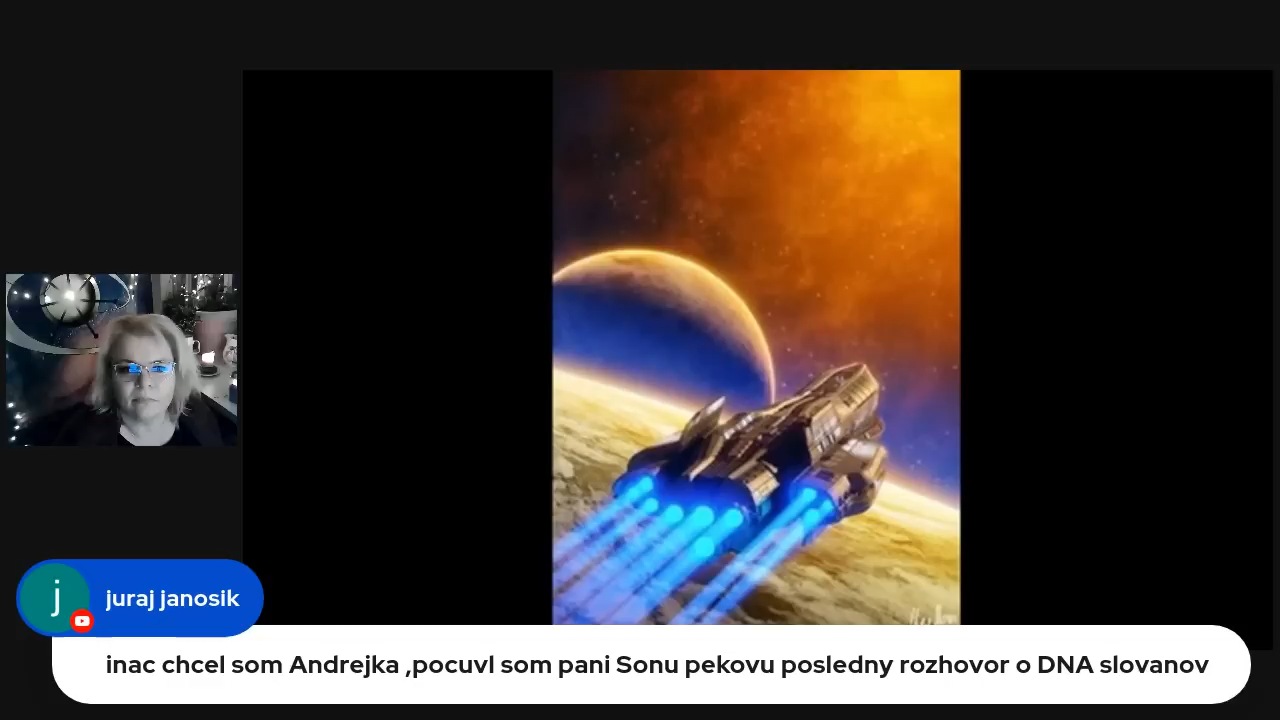 j
juraj janosik
inac chcel som Andrejka ,pocuvl som pani Sonu pekovu posledny rozhovor o DNA slovanov